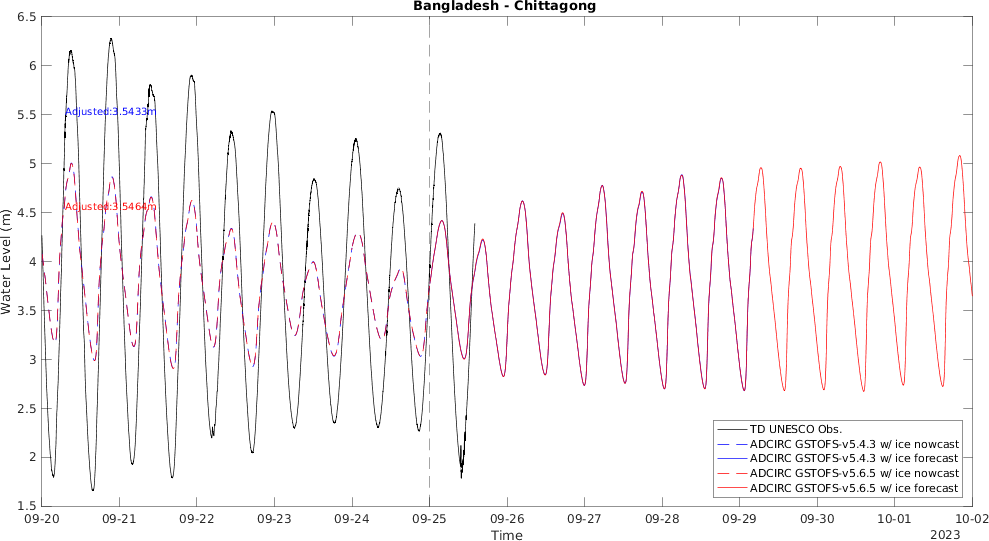 Bangladesh - Chittagong
6.5
6
5.5
5
4.5
4
3.5
3
2.5
2
1.5
Water Level (m)
Adjusted:3.5433m
Adjusted:3.5464m
TD UNESCO Obs.
ADCIRC GSTOFS-v5.4.3 w/ ice nowcast
ADCIRC GSTOFS-v5.4.3 w/ ice forecast
ADCIRC GSTOFS-v5.6.5 w/ ice nowcast
ADCIRC GSTOFS-v5.6.5 w/ ice forecast
09-20 09-21 09-22 09-23 09-24 09-25 09-26 09-27 09-28 09-29 09-30 10-01 10-02
Time
2023